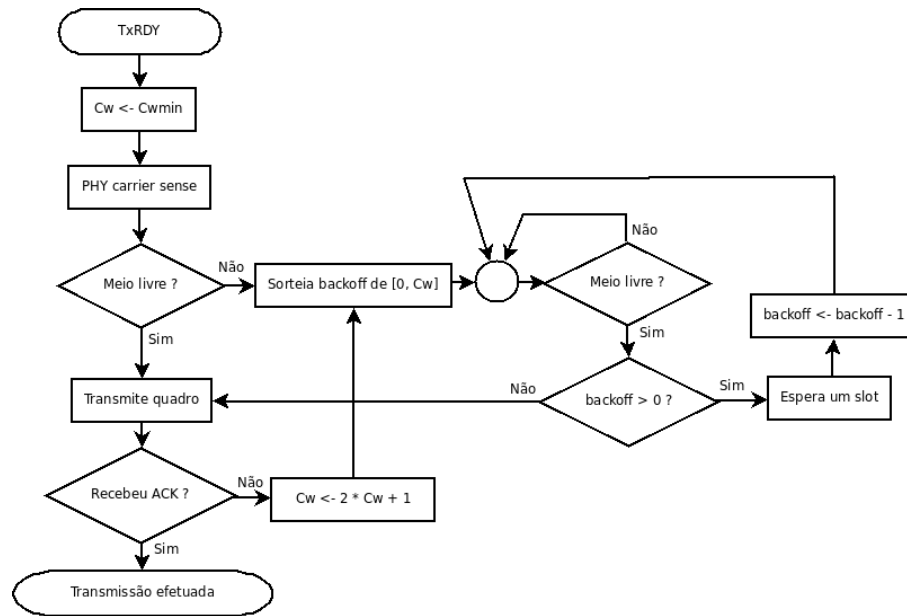 TxRDY
Cw <- Cwmin
PHY carrier sense
Meio livre ?
Não
Sim
Sorteia backoff de [0, Cw]
Meio livre ?
Não
Sim
backoff > 0 ?
Não
Sim
Espera um slot
backoff <- backoff - 1
Transmite quadro
Recebeu ACK ?
Não
Sim
Cw <- 2 * Cw + 1
Transmissão efetuada